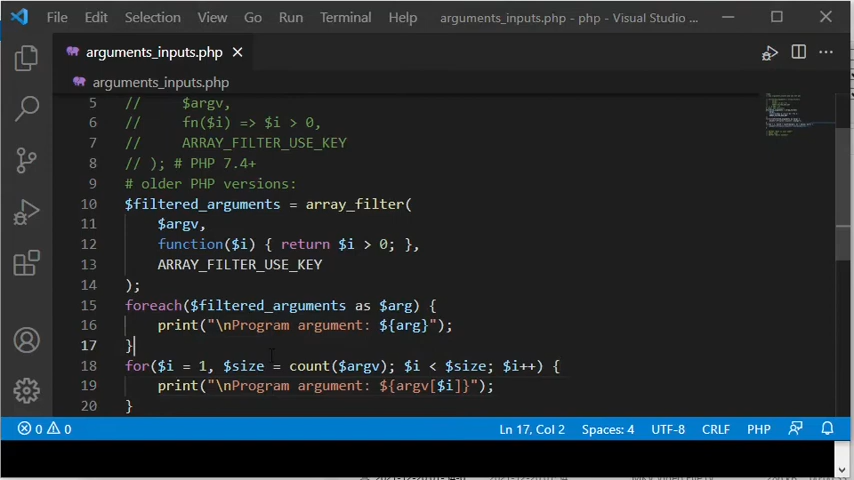 File Edit Selection View Go Run Terminal Help arguments_inputs.php - php - Visual Studio ...
arguments_inputs.php
arguments_inputs.php
5 // $argv,
6 // fn($i) => $i > 0,
7 // ARRAY_FILTER_USE_KEY
8 // ); # PHP 7.4+
9 # older PHP versions:
10 $filtered_arguments = array_filter(
11 $argv,
12 function($i) { return $i > 0; },
13 ARRAY_FILTER_USE_KEY
14 );
15 foreach($filtered_arguments as $arg) {
16 print("\nProgram argument: ${arg}");
17 }
18 for($i = 1, $size = count($argv); $i < $size; $i++) {
19 print("\nProgram argument: ${argv[$i]}");
20 }
0 0 Ln 17, Col 2 Spaces: 4 UTF-8 CRLF PHP